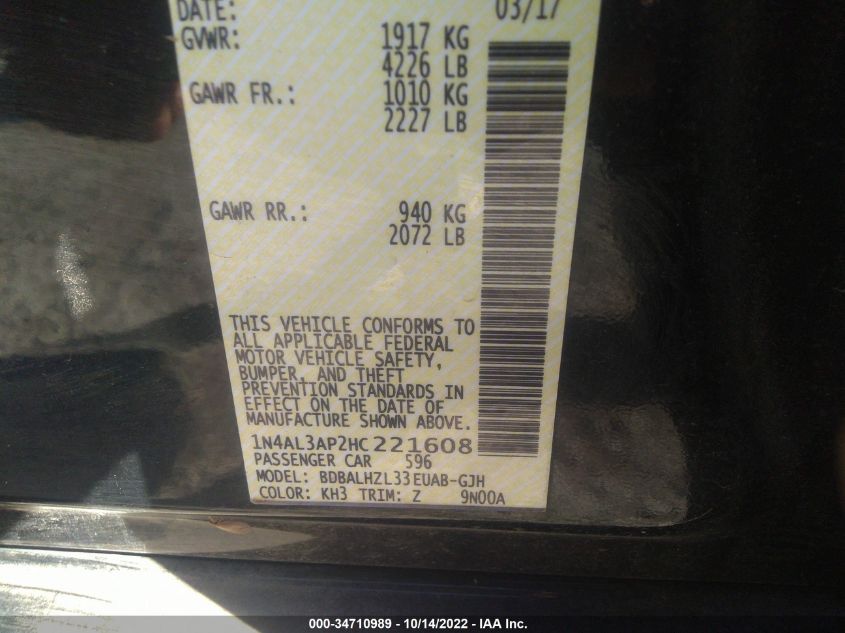 DATE: 03/17
GVWR: 1917 KG
4226 LB
GAWR FR.: 1010 KG
2227 LB
GAWR RR.: 940 KG
2072 LB
THIS VEHICLE CONFORMS TO
ALL APPLICABLE FEDERAL
MOTOR VEHICLE SAFETY,
BUMPER, AND THEFT
PREVENTION STANDARDS IN
EFFECT ON THE DATE OF
MANUFACTURE SHOWN ABOVE.
1N4AL3AP2HC221608
PASSENGER CAR 596
MODEL: BDBALHZL33EUAB-GJH
COLOR: KH3 TRIM: Z 9N00A
000-34710989 - 10/14/2022 - IAA Inc.